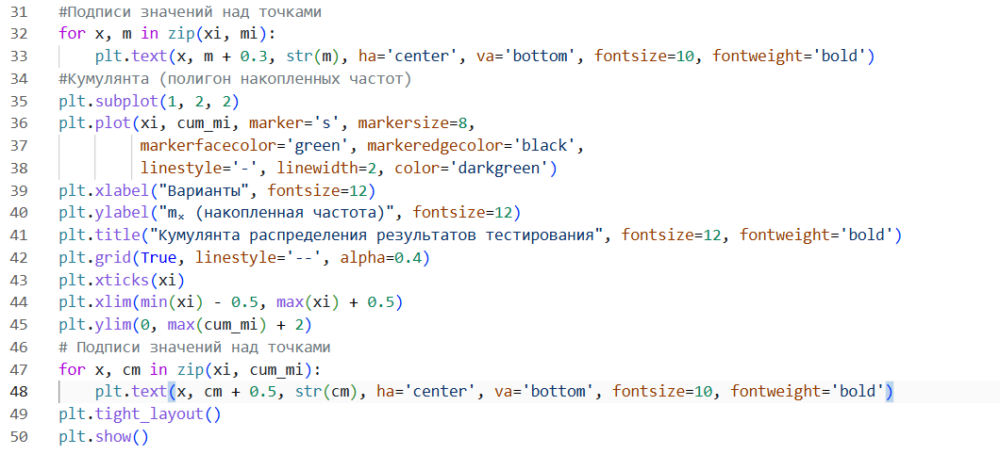 31 #Подписи значений над точками
32 for x, m in zip(xi, mi):
33     plt.text(x, m + 0.3, str(m), ha='center', va='bottom', fontsize=10, fontweight='bold')
34 #Кумулянта (полигон накопленных частот)
35 plt.subplot(1, 2, 2)
36 plt.plot(xi, cum_mi, marker='s', markersize=8,
37          markerfacecolor='green', markeredgecolor='black',
38          linestyle='-', linewidth=2, color='darkgreen')
39 plt.xlabel("Варианты", fontsize=12)
40 plt.ylabel("mₓ (накопленная частота)", fontsize=12)
41 plt.title("Кумулянта распределения результатов тестирования", fontsize=12, fontweight='bold')
42 plt.grid(True, linestyle='--', alpha=0.4)
43 plt.xticks(xi)
44 plt.xlim(min(xi) - 0.5, max(xi) + 0.5)
45 plt.ylim(0, max(cum_mi) + 2)
46 # Подписи значений над точками
47 for x, cm in zip(xi, cum_mi):
48     plt.text(x, cm + 0.5, str(cm), ha='center', va='bottom', fontsize=10, fontweight='bold')
49 plt.tight_layout()
50 plt.show()